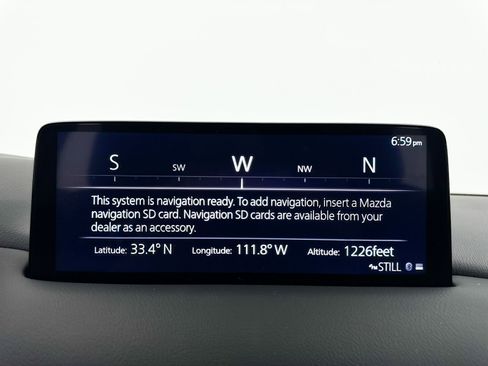 6:59pm
S SW W NW N
This system is navigation ready. To add navigation, insert a Mazda
navigation SD card. Navigation SD cards are available from your
dealer as an accessory.
Latitude: 33.4° N Longitude: 111.8° W Altitude: 1226feet
STILL